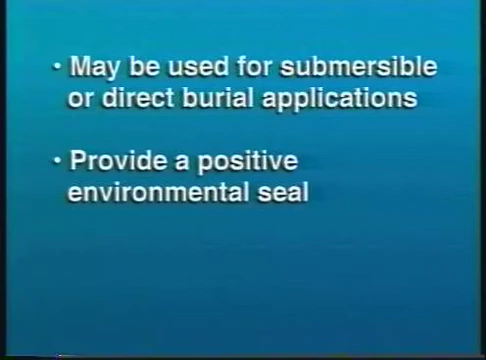 • May be used for submersible
or direct burial applications
• Provide a positive
environmental seal